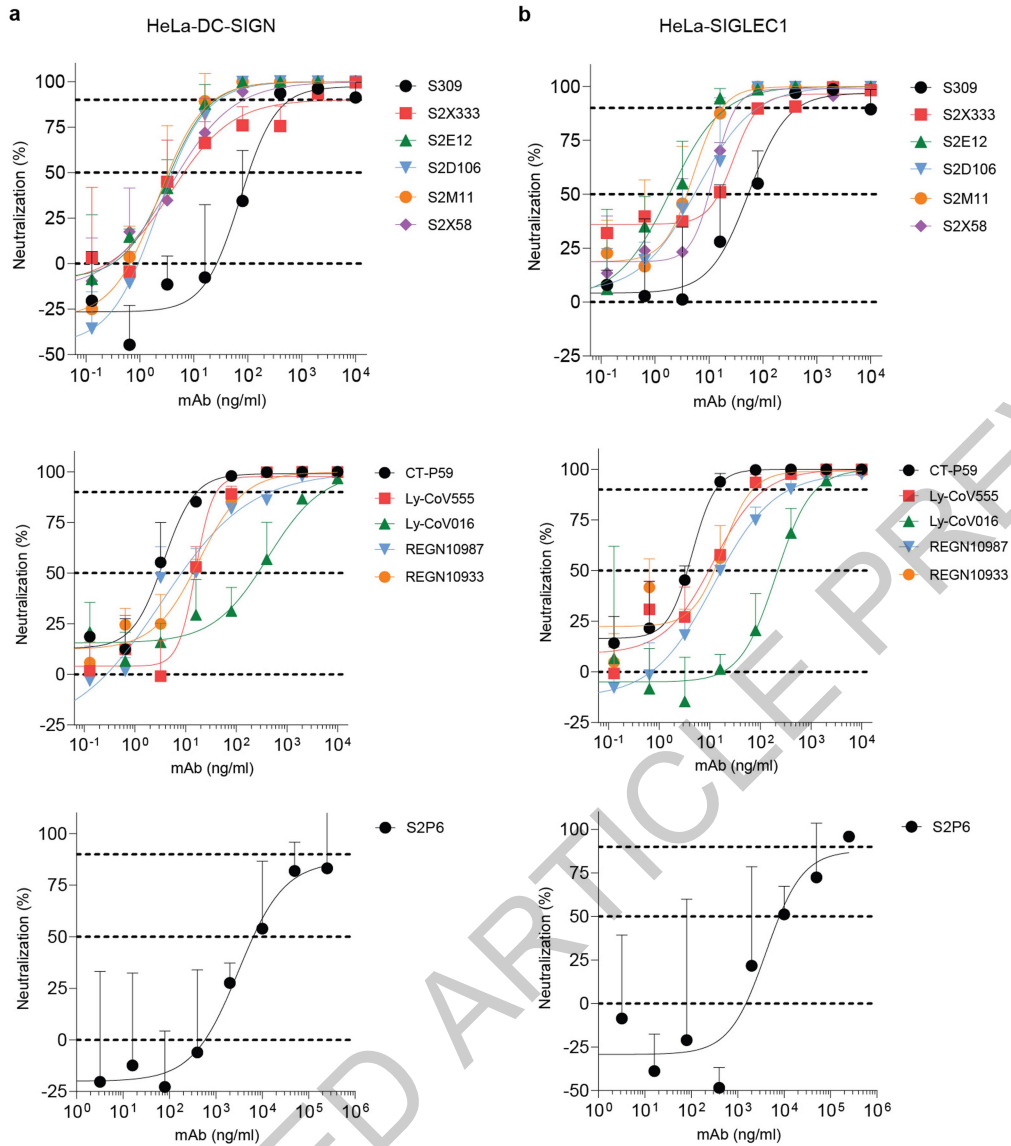 a
HeLa-DC-SIGN
b
HeLa-SIGLEC1
Neutralization (%)
100
75
50
25
0
-25
-50
10-1 100 101 102 103 104
mAb (ng/ml)
S309
S2X333
S2E12
S2D106
S2M11
S2X58
Neutralization (%)
100
75
50
25
0
-25
10-1 100 101 102 103 104
mAb (ng/ml)
S309
S2X333
S2E12
S2D106
S2M11
S2X58
Neutralization (%)
100
75
50
25
0
-25
10-1 100 101 102 103 104
mAb (ng/ml)
CT-P59
Ly-CoV555
Ly-CoV016
REGN10987
REGN10933
Neutralization (%)
100
75
50
25
0
-25
10-1 100 101 102 103 104
mAb (ng/ml)
CT-P59
Ly-CoV555
Ly-CoV016
REGN10987
REGN10933
Neutralization (%)
100
75
50
25
0
-25
100 101 102 103 104 105 106
mAb (ng/ml)
S2P6
Neutralization (%)
100
75
50
25
0
-25
-50
100 101 102 103 104 105 106
mAb (ng/ml)
S2P6
ED ARTICLE PRE